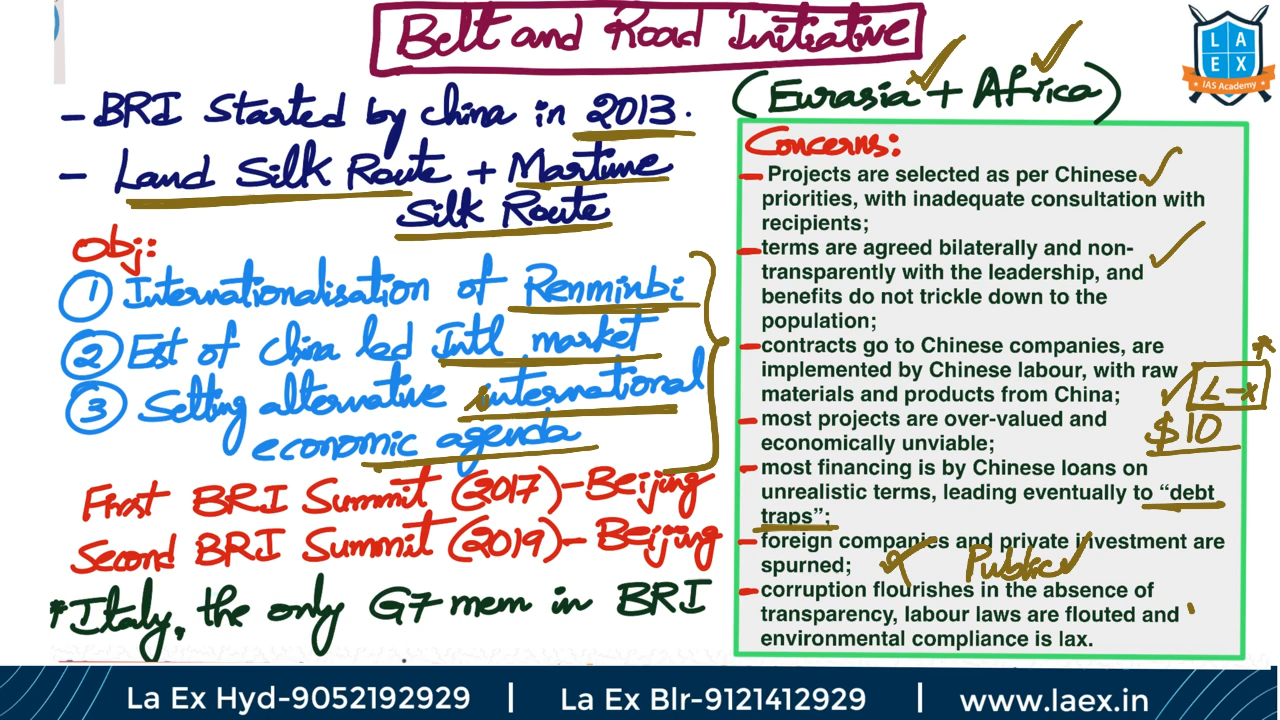 Belt and Road Initiative
L A
E X
IAS Academy
(Eurasia + Africa)
- BRI Started by China in 2013.
- Land Silk Route + Martime
Silk Route
Obj:
① Internationalisation of Renminbi
② Est of China led Intl market
③ Setting alternative international
economic agenda
First BRI Summit (2017) - Beijing
Second BRI Summit (2019) - Beijing
* Italy, the only G7 mem in BRI
Concerns:
- Projects are selected as per Chinese
priorities, with inadequate consultation with
recipients;
- terms are agreed bilaterally and non-
transparently with the leadership, and
benefits do not trickle down to the
population;
- contracts go to Chinese companies, are
implemented by Chinese labour, with raw
materials and products from China;
L-x
- most projects are over-valued and
economically unviable;
$10
- most financing is by Chinese loans on
unrealistic terms, leading eventually to “debt
traps”;
- foreign companies and private investment are
spurned;
Public
- corruption flourishes in the absence of
transparency, labour laws are flouted and
environmental compliance is lax.
La Ex Hyd-9052192929 | La Ex Blr-9121412929 | www.laex.in